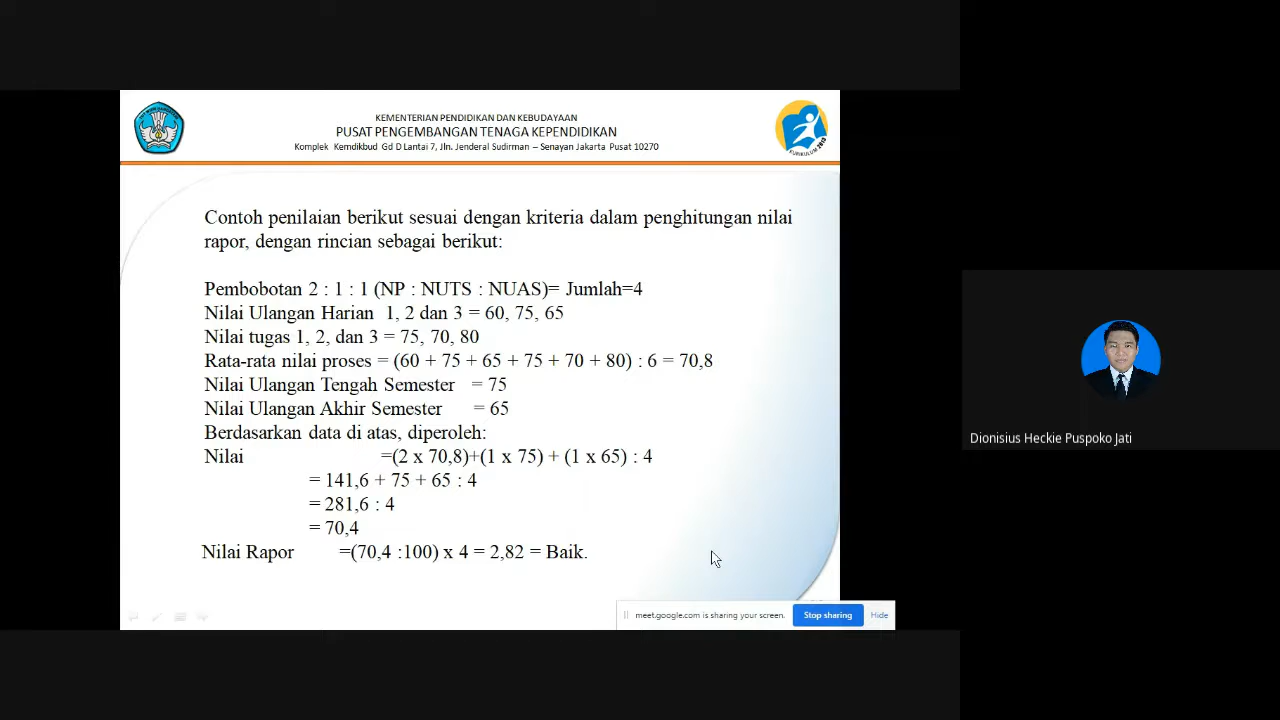 KEMENTERIAN PENDIDIKAN DAN KEBUDAYAAN
PUSAT PENGEMBANGAN TENAGA KEPENDIDIKAN
Komplek Kemdikbud Gd D Lantai 7, Jln. Jenderal Sudirman – Senayan Jakarta Pusat 10270
KURIKULUM 2013
Contoh penilaian berikut sesuai dengan kriteria dalam penghitungan nilai
rapor, dengan rincian sebagai berikut:
Pembobotan 2 : 1 : 1 (NP : NUTS : NUAS)= Jumlah=4
Nilai Ulangan Harian 1, 2 dan 3 = 60, 75, 65
Nilai tugas 1, 2, dan 3 = 75, 70, 80
Rata-rata nilai proses = (60 + 75 + 65 + 75 + 70 + 80) : 6 = 70,8
Nilai Ulangan Tengah Semester = 75
Nilai Ulangan Akhir Semester = 65
Berdasarkan data di atas, diperoleh:
Nilai =(2 x 70,8)+(1 x 75) + (1 x 65) : 4
= 141,6 + 75 + 65 : 4
= 281,6 : 4
= 70,4
Nilai Rapor =(70,4 :100) x 4 = 2,82 = Baik.
meet.google.com is sharing your screen.
Stop sharing
Hide
Dionisius Heckie Puspoko Jati